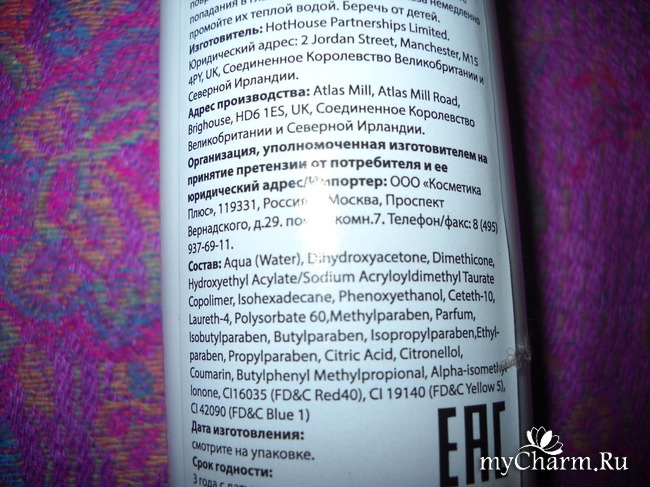 попадания в
немедленно
промойте их теплой водой. Беречь от детей.
Изготовитель: HotHouse Partnerships Limited.
Юридический адрес: 2 Jordan Street, Manchester, M15
4PY, UK, Соединенное Королевство Великобритании и
Северной Ирландии.
Адрес производства: Atlas Mill, Atlas Mill Road,
Brighouse, HD6 1ES, UK, Соединенное Королевство
Великобритании и Северной Ирландии.
Организация, уполномоченная изготовителем на
принятие претензии от потребителя и ее
юридический адрес/Импортер: ООО «Косметика
Плюс», 119331, Москва, Проспект
Вернадского, д.29. комн.7. Телефон/факс: 8 (495)
937-69-11.
Состав: Aqua (Water), Dihydroxyacetone, Dimethicone,
Hydroxyethyl Acylate/Sodium Acryloyldimethyl Taurate
Copolimer, Isohexadecane, Phenoxyethanol, Ceteth-10,
Laureth-4, Polysorbate 60,Methylparaben, Parfum,
Isobutylparaben, Butylparaben, Isopropylparaben,Ethyl-
paraben, Propylparaben, Citric Acid, Citronellol,
Coumarin, Butylphenyl Methylpropional, Alpha-isomethyl
Ionone, CI16035 (FD&C Red40), CI 19140 (FD&C Yellow 5),
CI 42090 (FD&C Blue 1)
Дата изготовления:
смотрите на упаковке.
Срок годности:
3 года с
EAC
myCharm.Ru